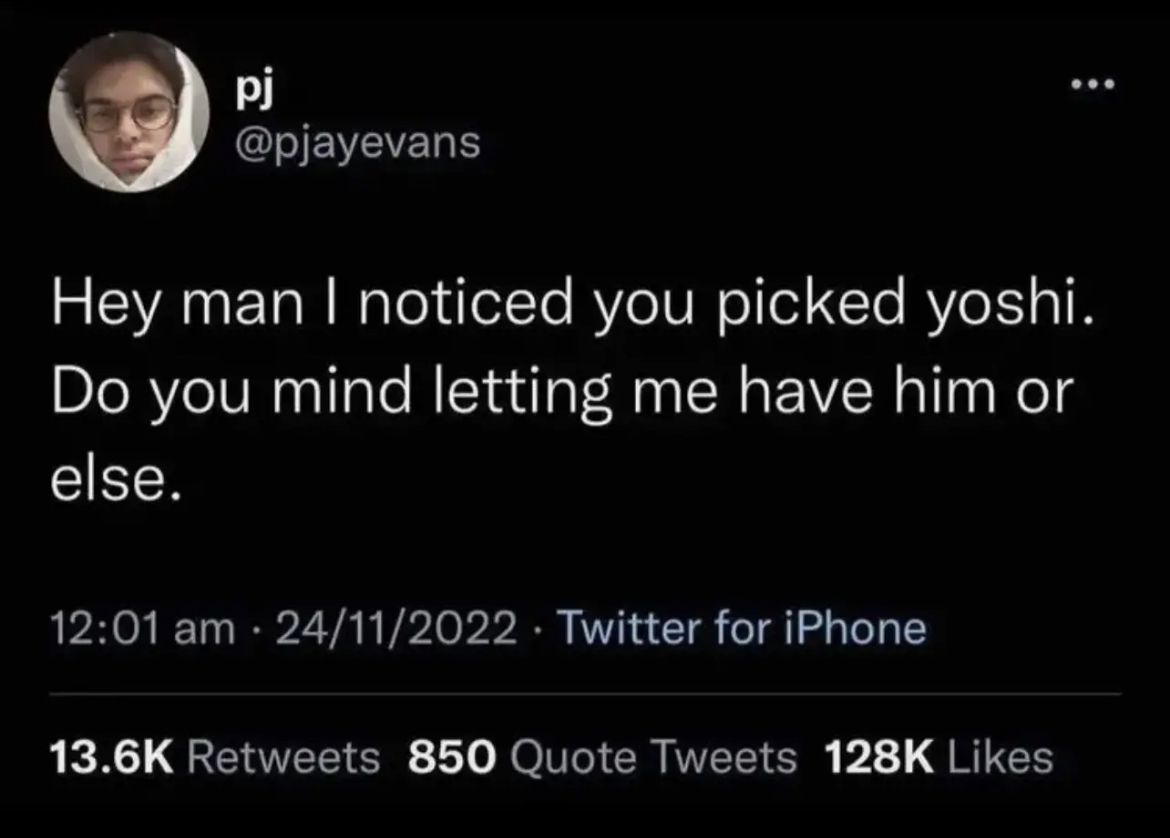 pj
@pjayevans
Hey man I noticed you picked yoshi.
Do you mind letting me have him or
else.
12:01 am · 24/11/2022 · Twitter for iPhone
13.6K Retweets 850 Quote Tweets 128K Likes